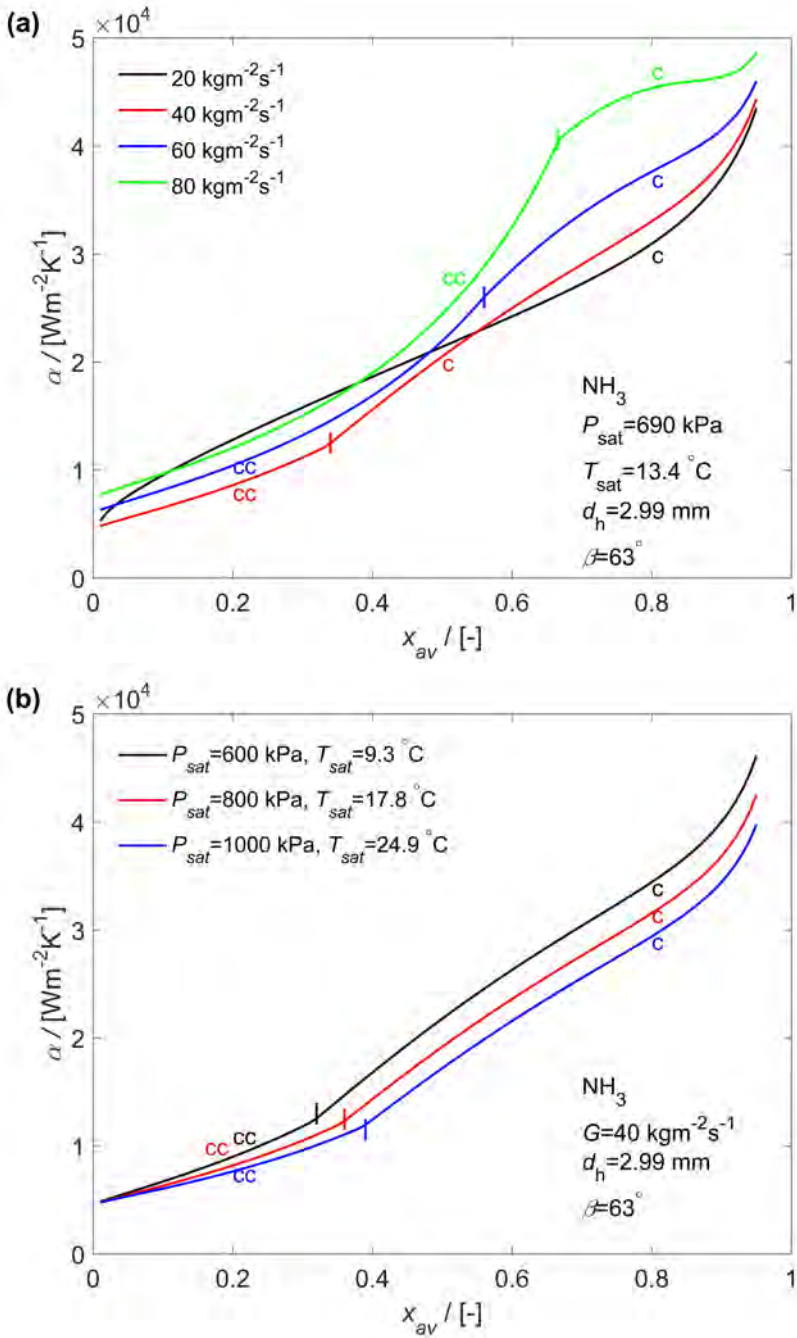 (a)
×10⁴
5
4
3
2
1
0
α / [Wm⁻²K⁻¹]
20 kgm⁻²s⁻¹
40 kgm⁻²s⁻¹
60 kgm⁻²s⁻¹
80 kgm⁻²s⁻¹
c
c
c
cc
c
cc
cc
NH₃
P_sat=690 kPa
T_sat=13.4 °C
d_h=2.99 mm
β=63°
0 0.2 0.4 0.6 0.8 1
x_av / [-]
(b)
×10⁴
5
4
3
2
1
0
α / [Wm⁻²K⁻¹]
P_sat=600 kPa, T_sat=9.3 °C
P_sat=800 kPa, T_sat=17.8 °C
P_sat=1000 kPa, T_sat=24.9 °C
c
c
c
cc
cc
cc
NH₃
G=40 kgm⁻²s⁻¹
d_h=2.99 mm
β=63°
0 0.2 0.4 0.6 0.8 1
x_av / [-]